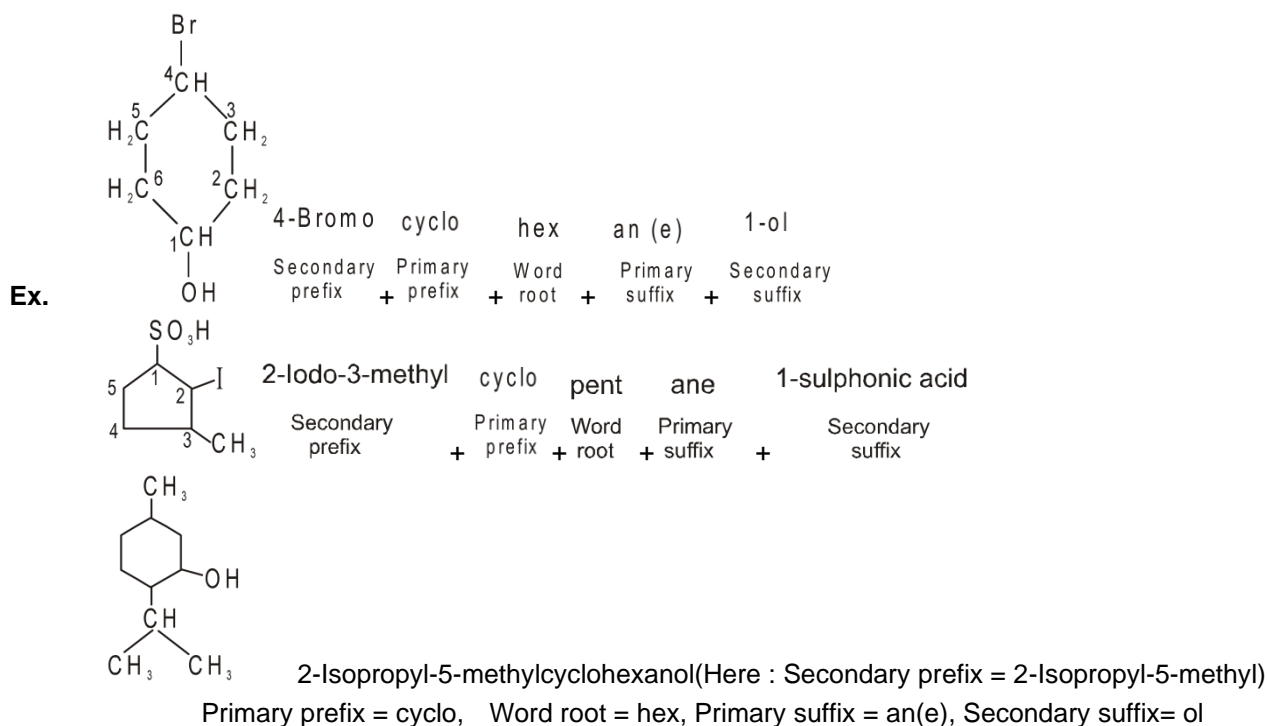 Br
4CH
5 3
H2C CH2
H2C6 2CH2
1CH
OH
4-Bromo cyclo hex an (e) 1-ol
Secondary prefix + Primary prefix + Word root + Primary suffix + Secondary suffix
Ex.
SO3H
1
5 2 I
4 3 CH3
2-Iodo-3-methyl cyclo pent ane 1-sulphonic acid
Secondary prefix + Primary prefix + Word root + Primary suffix + Secondary suffix
CH3
OH
CH
CH3 CH3
2-Isopropyl-5-methylcyclohexanol(Here : Secondary prefix = 2-Isopropyl-5-methyl)
Primary prefix = cyclo, Word root = hex, Primary suffix = an(e), Secondary suffix= ol